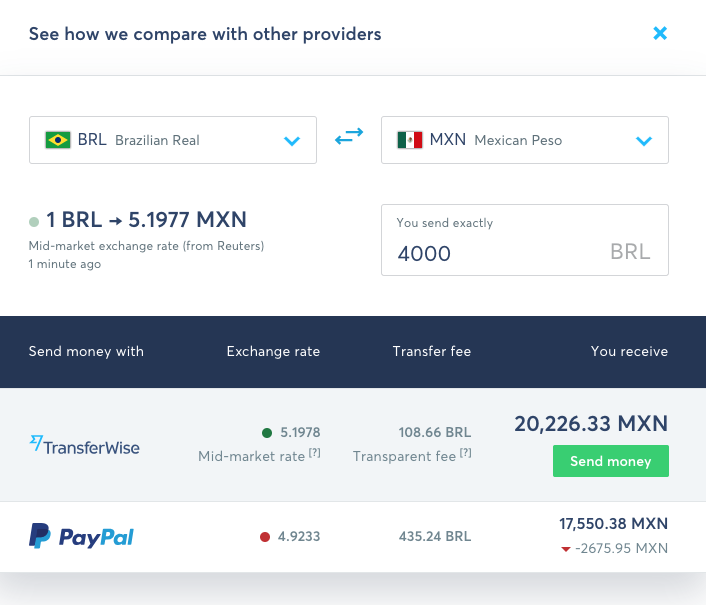 See how we compare with other providers
BRL Brazilian Real
MXN Mexican Peso
1 BRL → 5.1977 MXN
Mid-market exchange rate (from Reuters)
1 minute ago
You send exactly
4000 BRL
Send money with Exchange rate Transfer fee You receive
TransferWise
5.1978
Mid-market rate [?]
108.66 BRL
Transparent fee [?]
20,226.33 MXN
Send money
PayPal
4.9233
435.24 BRL
17,550.38 MXN
-2675.95 MXN